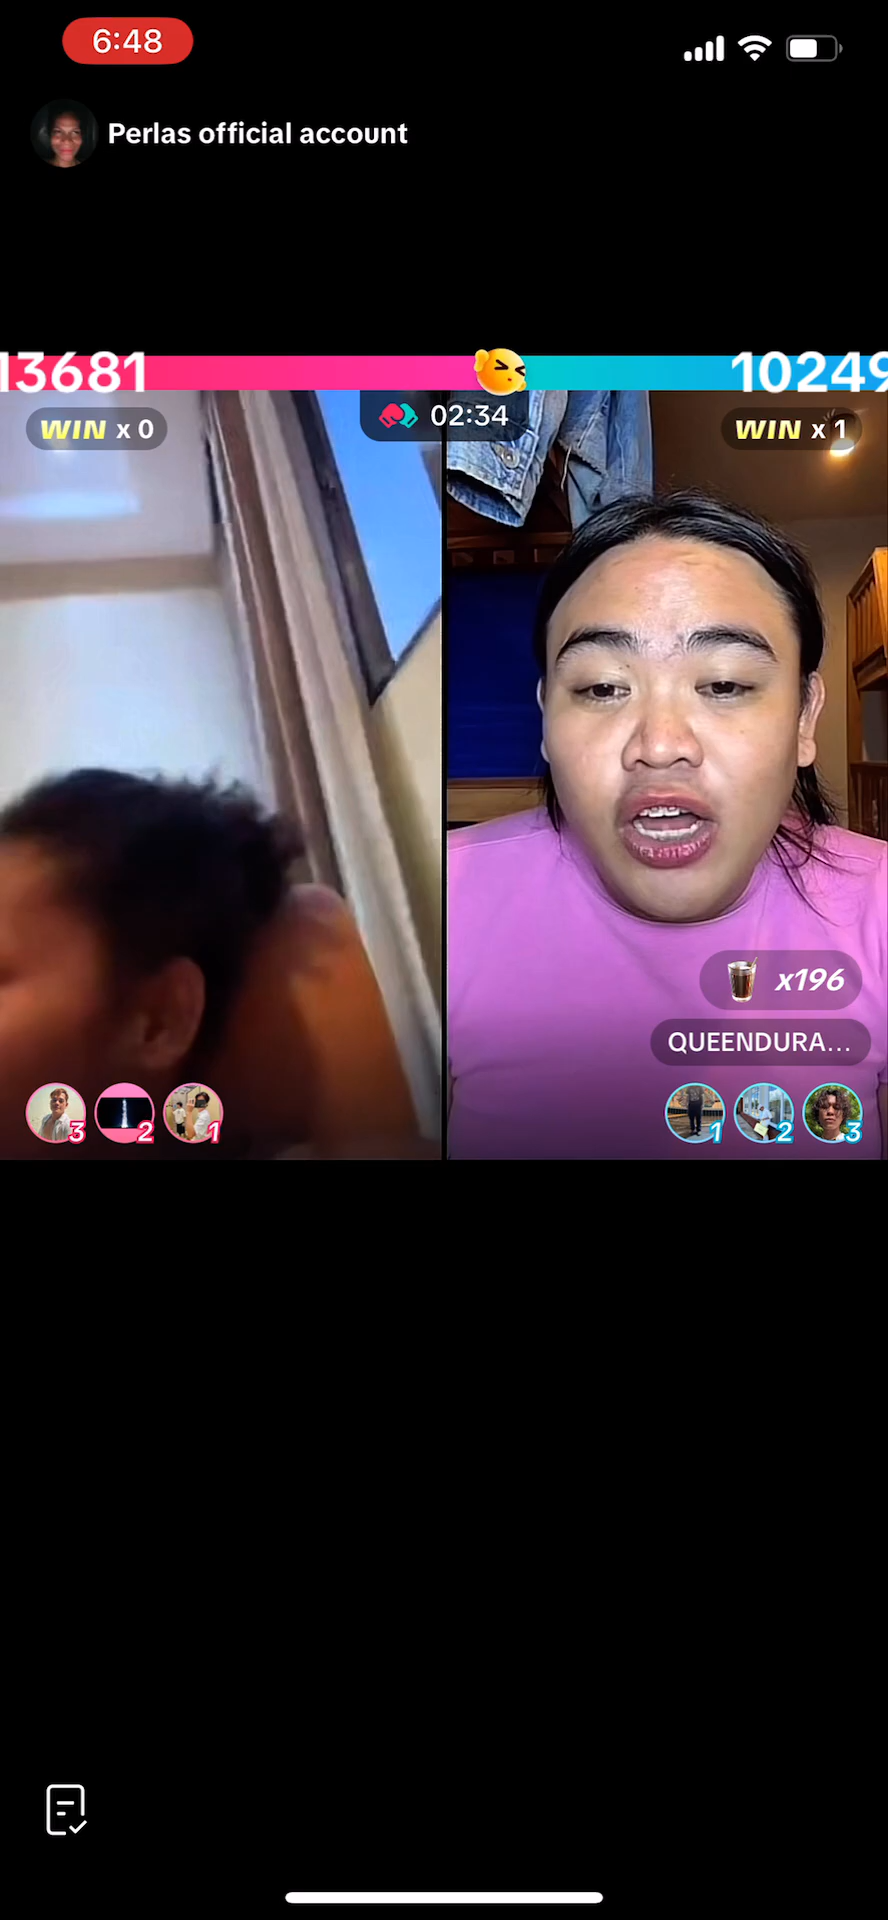 6:48
Perlas official account
13681
10249
02:34
WIN x 0
WIN x 1
x196
QUEENDURA...
3
2
1
1
2
3